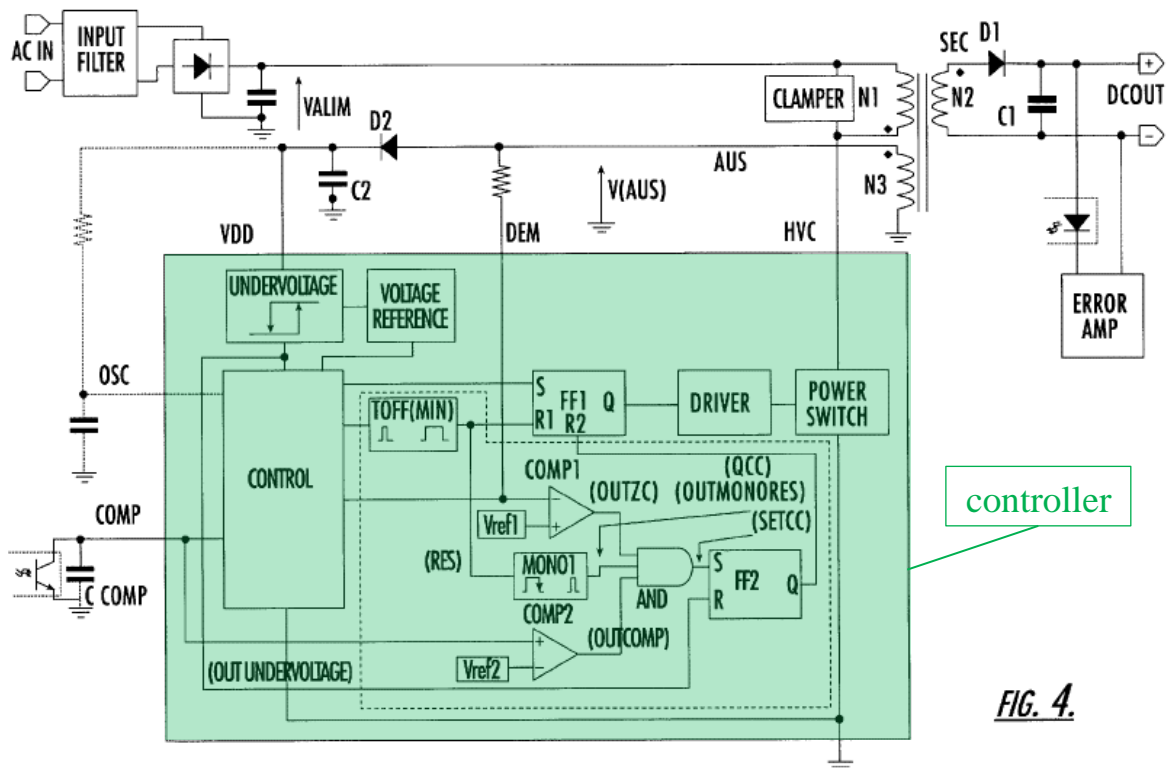 AC IN
INPUT
FILTER
VALIM
CLAMPER
N1
SEC
D1
N2
C1
+
DCOUT
−
D2
C2
AUS
V(AUS)
N3
VDD
DEM
HVC
UNDERVOLTAGE
VOLTAGE
REFERENCE
ERROR
AMP
OSC
CONTROL
TOFF(MIN)
S
R1
FF1
R2
Q
DRIVER
POWER
SWITCH
COMP1
(OUTZC)
(QCC)
(OUTMONORES)
(SETCC)
controller
−
+
Vref1
COMP
(RES)
MONO1
COMP2
AND
S
R
FF2
Q
C COMP
+
−
Vref2
(OUTCOMP)
(OUT UNDERVOLTAGE)
FIG. 4.